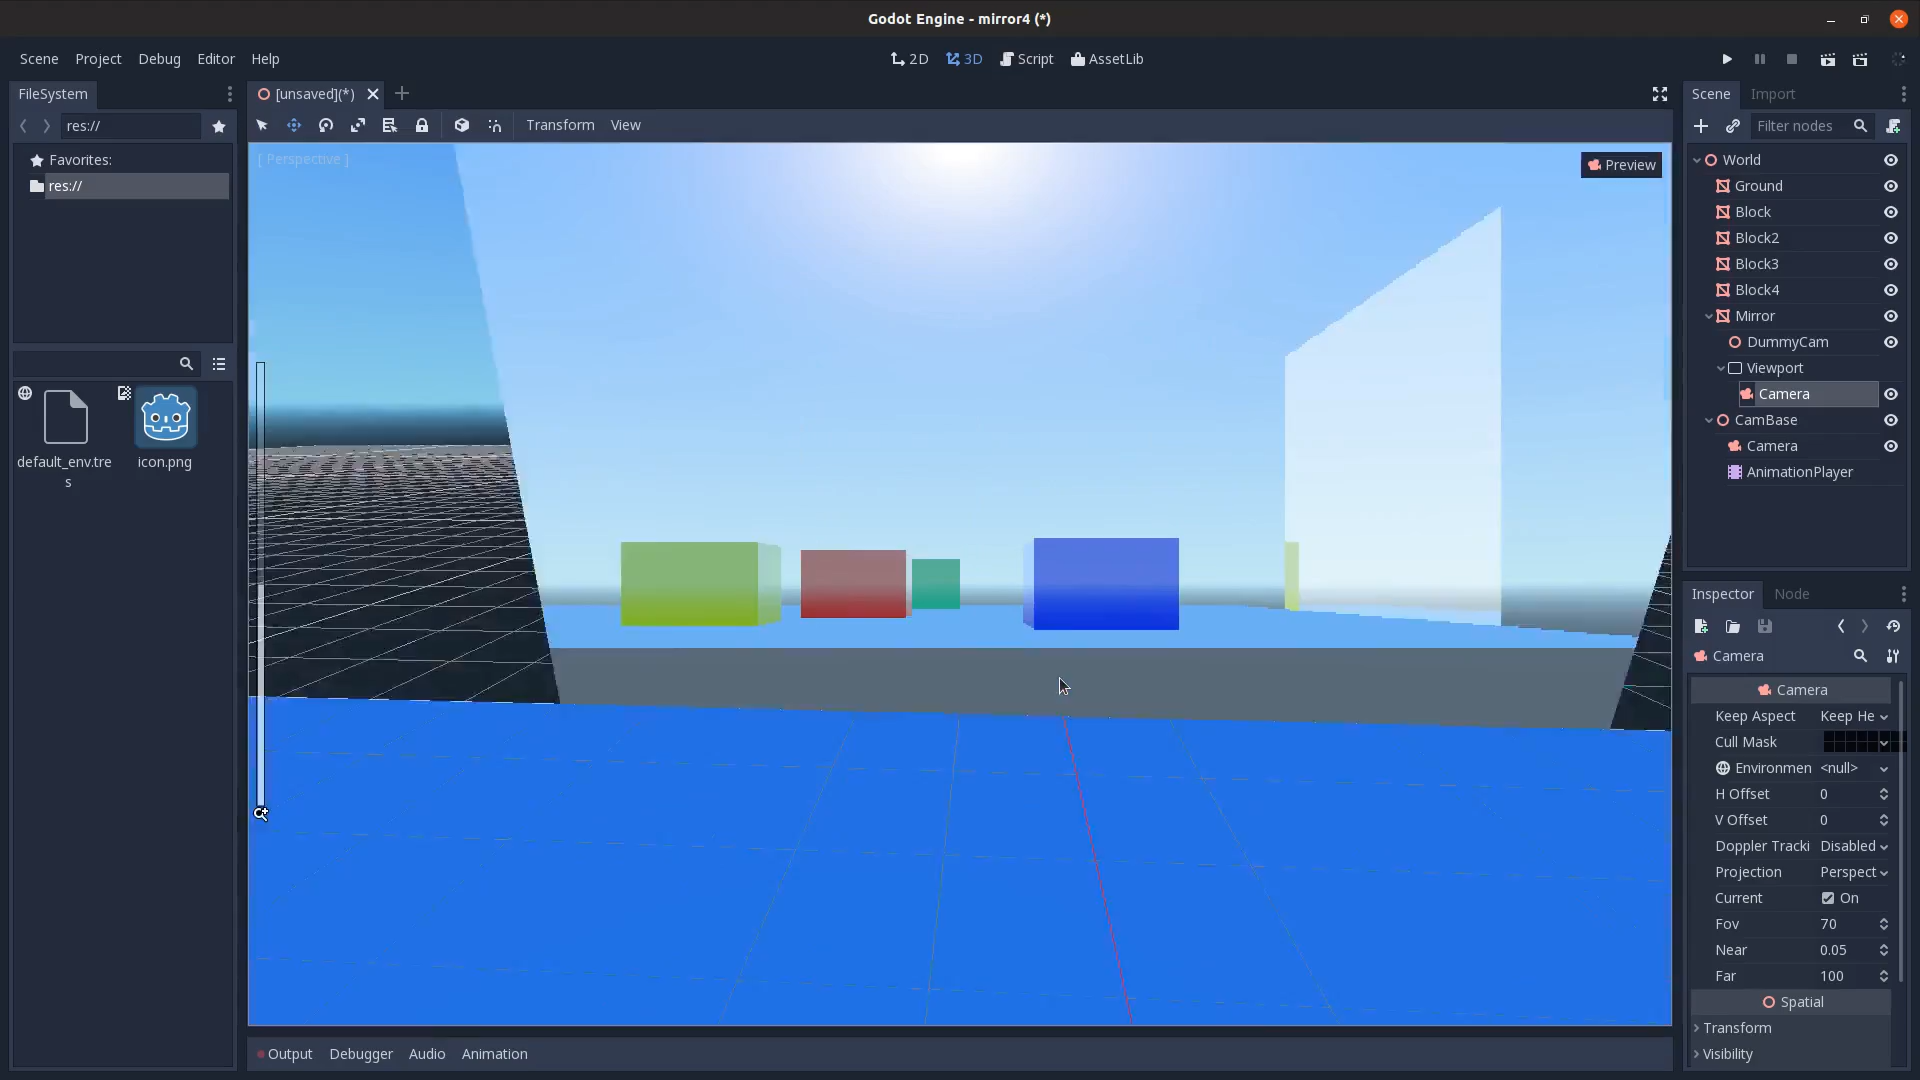 Godot Engine - mirror4 (*)
Scene Project Debug Editor Help
2D 3D Script AssetLib
FileSystem
[unsaved](*)
Scene Import
res://
Transform View
Filter nodes
Favorites:
res://
[ Perspective ]
Preview
World
Ground
Block
Block2
Block3
Block4
Mirror
DummyCam
Viewport
Camera
CamBase
Camera
AnimationPlayer
default_env.tre
s
icon.png
Inspector Node
Camera
Camera
Keep Aspect Keep He
Cull Mask
Environmen <null>
H Offset 0
V Offset 0
Doppler Tracki Disabled
Projection Perspect
Current On
Fov 70
Near 0.05
Far 100
Spatial
Transform
Visibility
Output Debugger Audio Animation